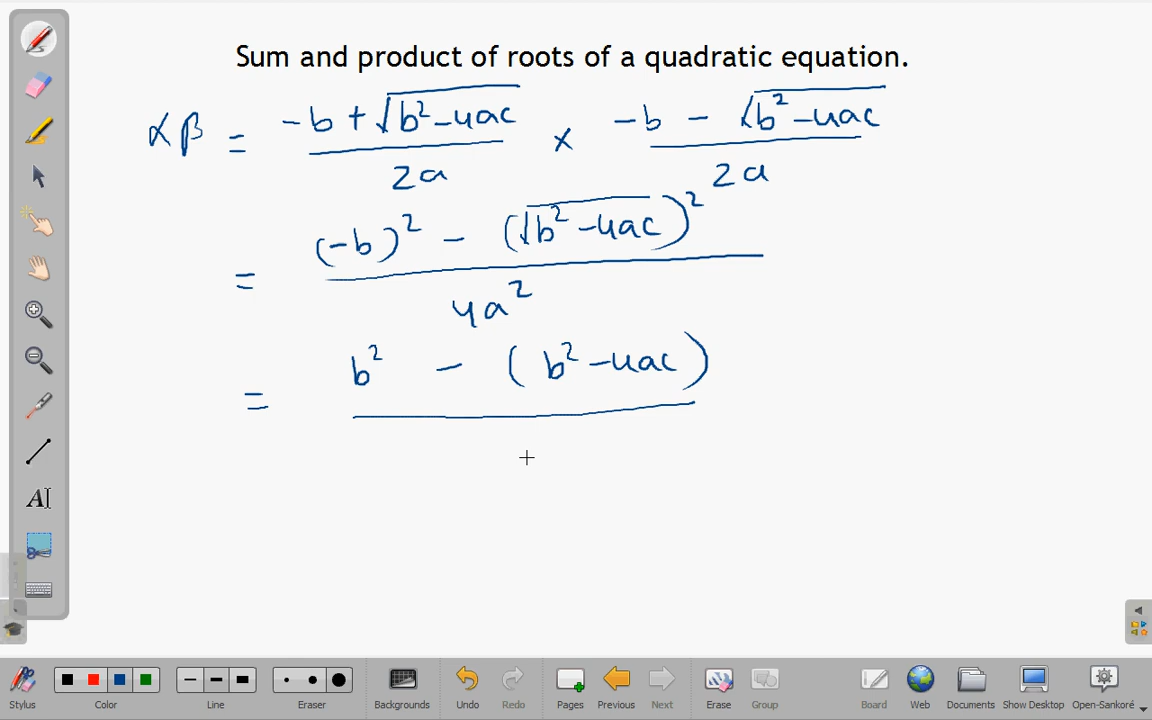 Sum and product of roots of a quadratic equation.
αβ = (-b + √(b² - 4ac))/2a × (-b - √(b² - 4ac))/2a
= ((-b)² - (√(b² - 4ac))²)/4a²
= b² - (b² - 4ac)
AI
Stylus
Color
Line
Eraser
Backgrounds
Undo
Redo
Pages
Previous
Next
Erase
Group
Board
Web
Documents
Show Desktop
Open-Sankoré